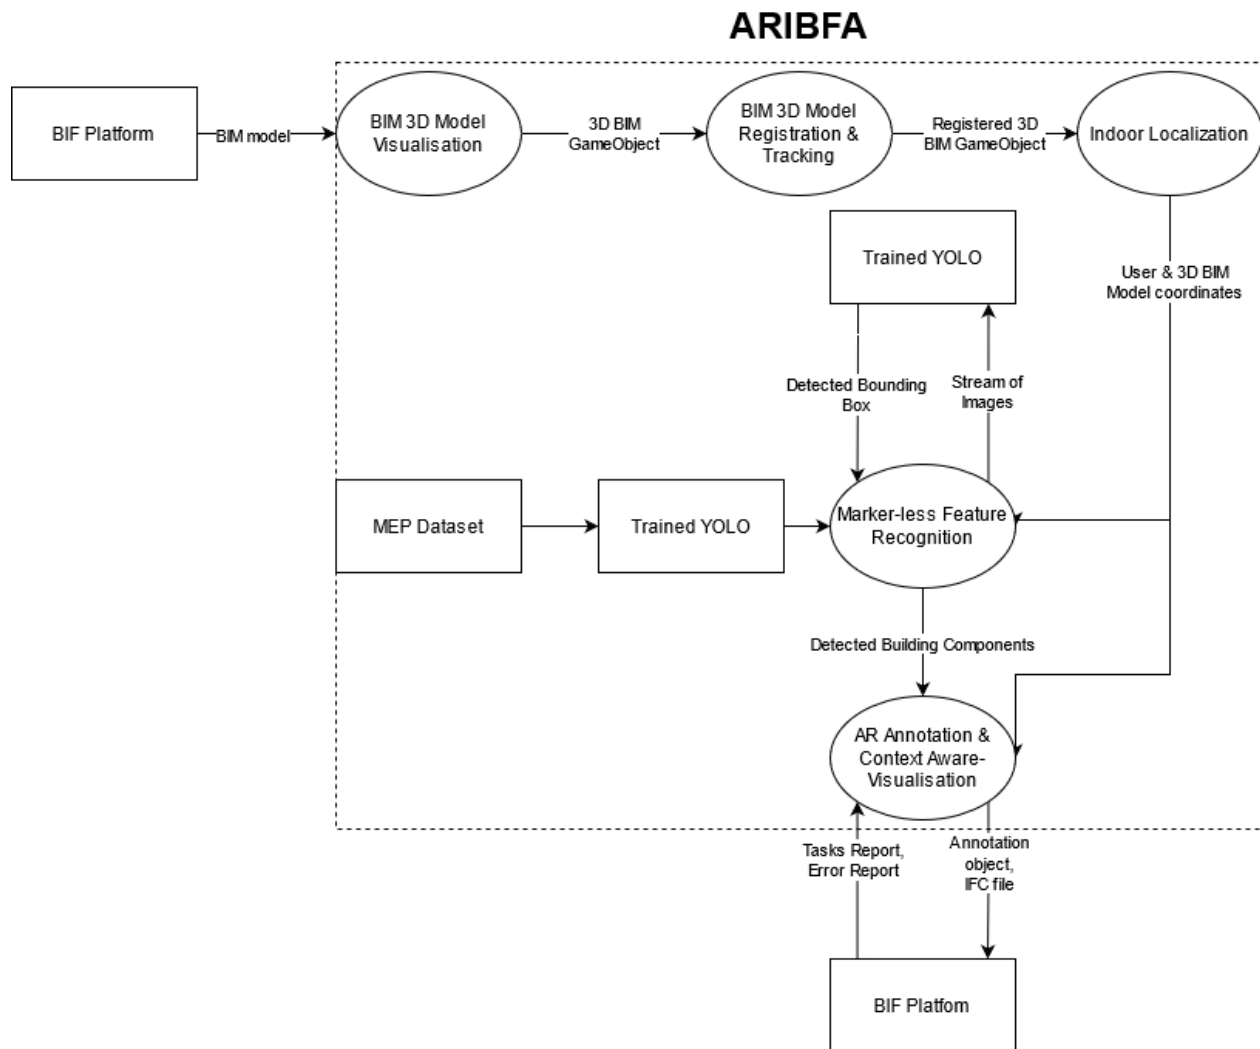 ARIBFA
BIF Platform
BIM model
BIM 3D Model
Visualisation
3D BIM
GameObject
BIM 3D Model
Registration &
Tracking
Registered 3D
BIM GameObject
Indoor Localization
Trained YOLO
User & 3D BIM
Model coordinates
Detected Bounding
Box
Stream of
Images
MEP Dataset
Trained YOLO
Marker-less Feature
Recognition
Detected Building Components
AR Annotation &
Context Aware-
Visualisation
Tasks Report,
Error Report
Annotation
object,
IFC file
BIF Platfom